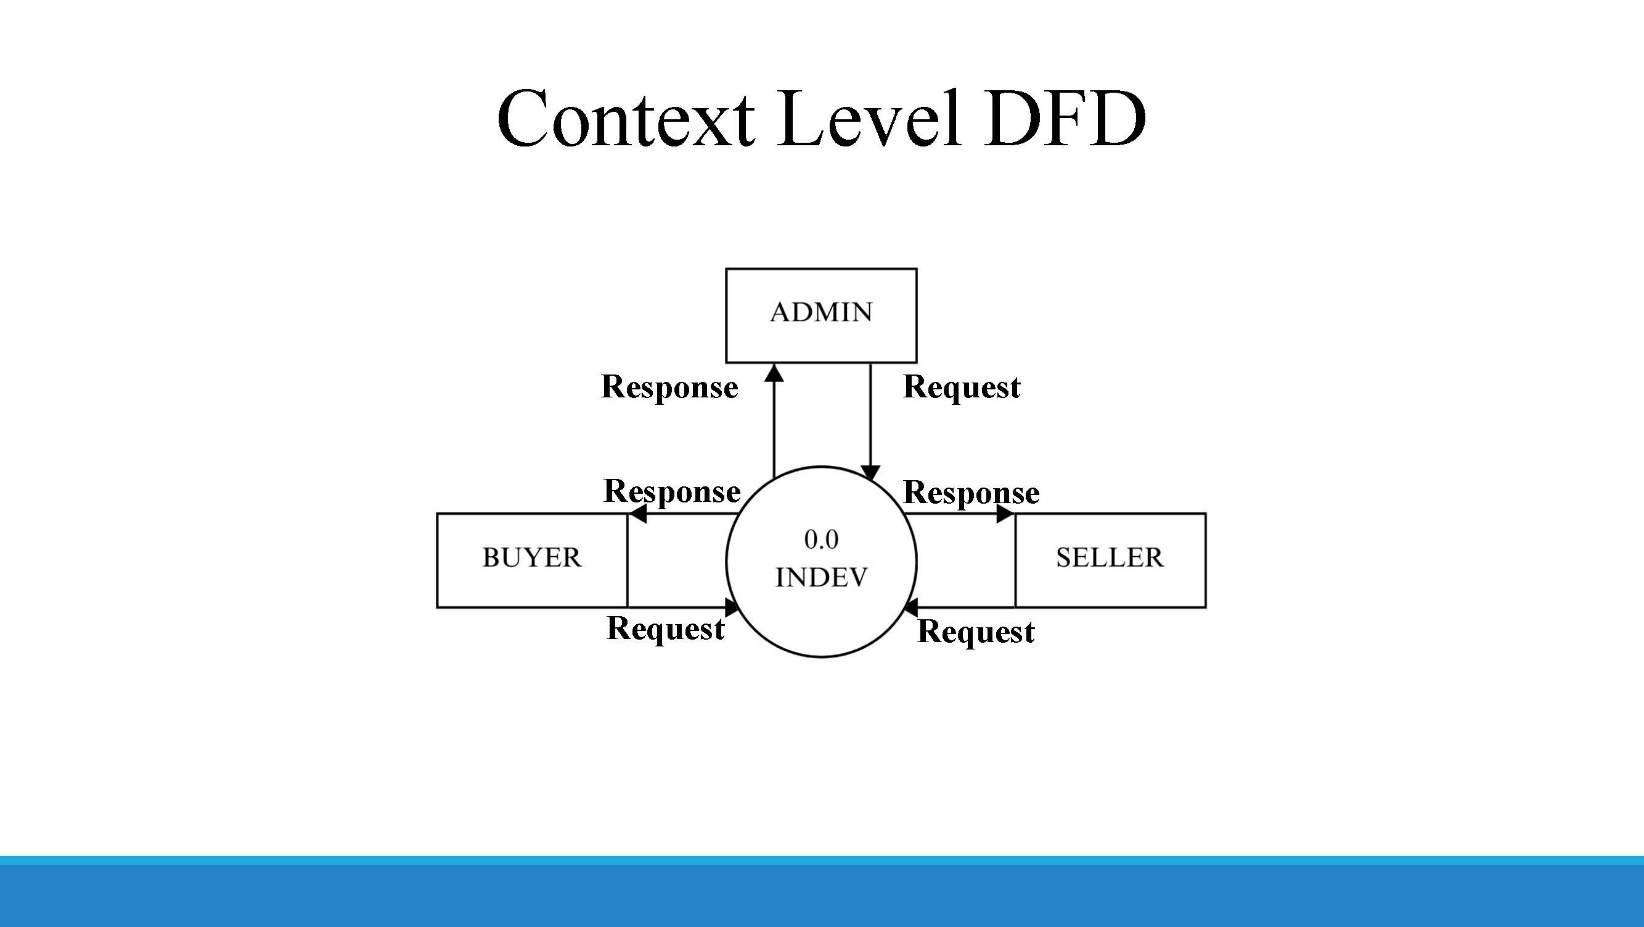 Context Level DFD
ADMIN
Response
Request
Response
Response
BUYER
0.0
INDEV
SELLER
Request
Request